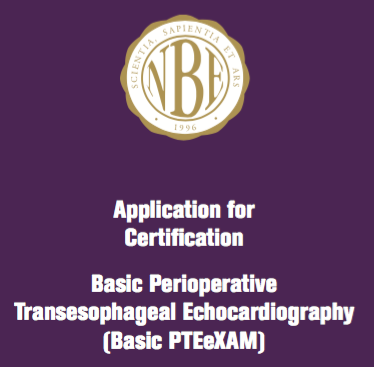 SCIENTIA, SAPIENTIA ET ARS
NBE
• 1996 •
Application for
Certification
Basic Perioperative
Transesophageal Echocardiography
(Basic PTEeXAM)